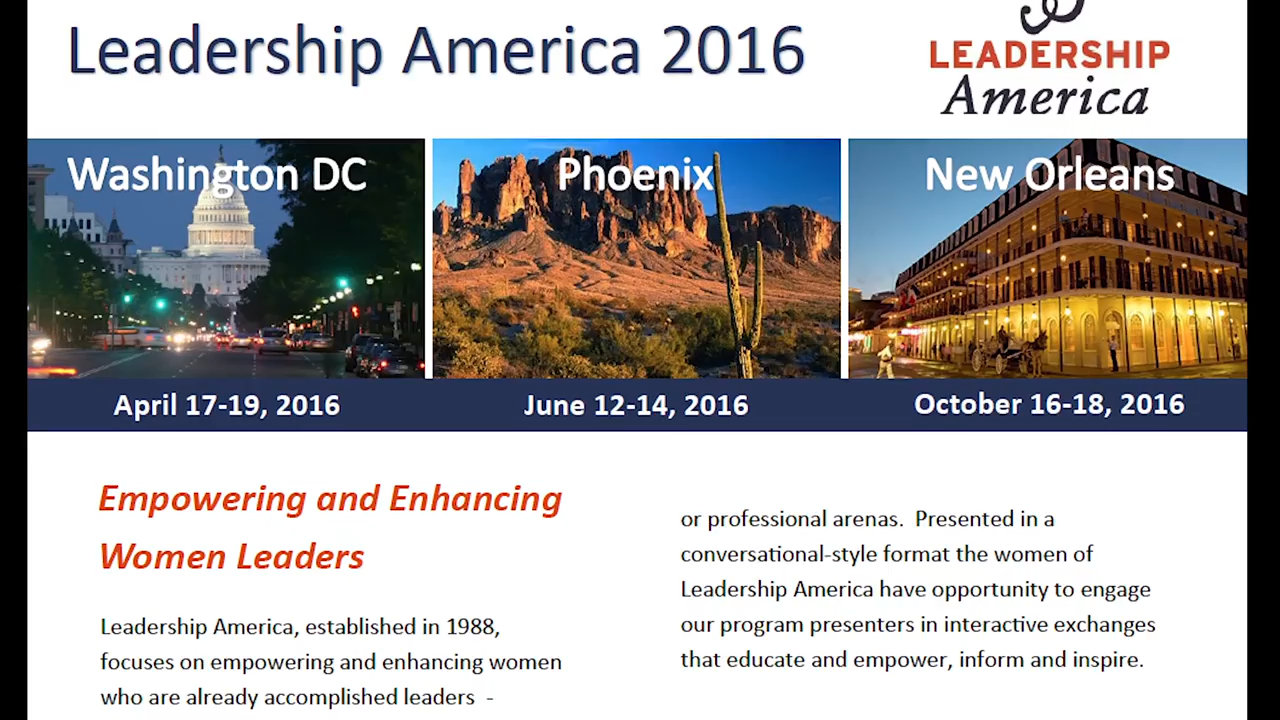 Leadership America 2016
LEADERSHIP
America
Washington DC
Phoenix
New Orleans
April 17-19, 2016
June 12-14, 2016
October 16-18, 2016
Empowering and Enhancing
Women Leaders
Leadership America, established in 1988,
focuses on empowering and enhancing women
who are already accomplished leaders  -
or professional arenas.  Presented in a
conversational-style format the women of
Leadership America have opportunity to engage
our program presenters in interactive exchanges
that educate and empower, inform and inspire.